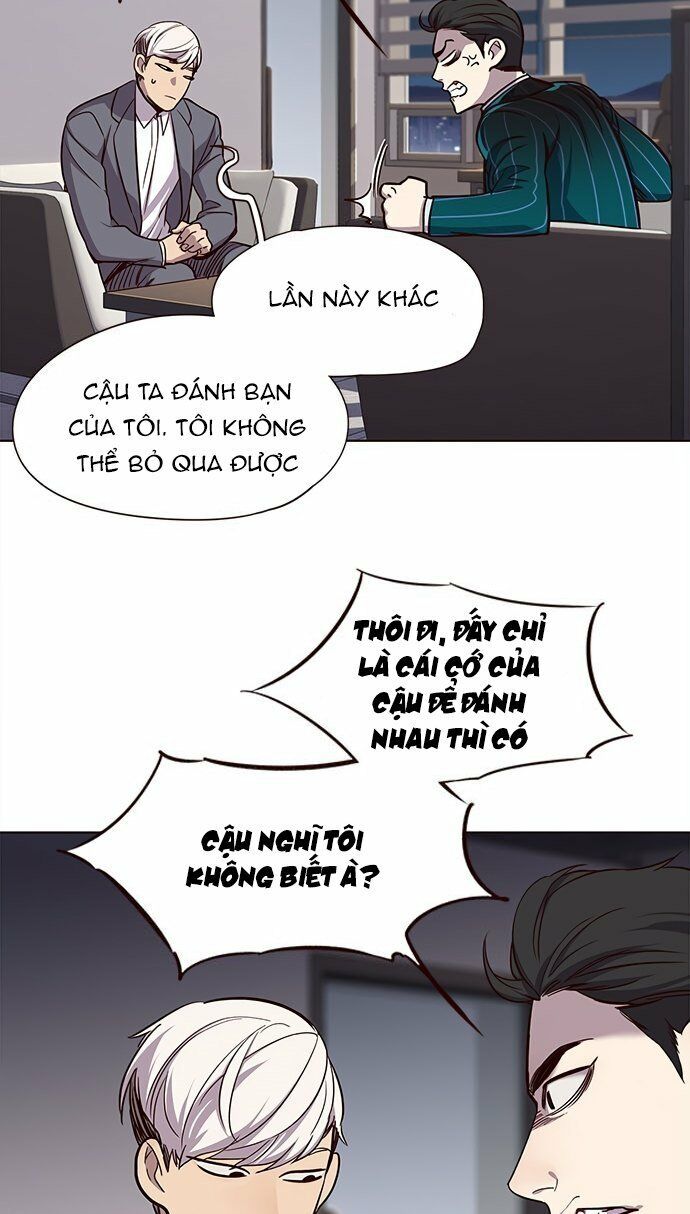 LẦN NÀY KHÁC
CẬU TA ĐÁNH BẠN
CỦA TÔI. TÔI KHÔNG
THỂ BỎ QUA ĐƯỢC
THÔI ĐI, ĐẤY CHỈ
LÀ CÁI CỚ CỦA
CẬU ĐỂ ĐÁNH
NHAU THÌ CÓ
CẬU NGHĨ TÔI
KHÔNG BIẾT À?